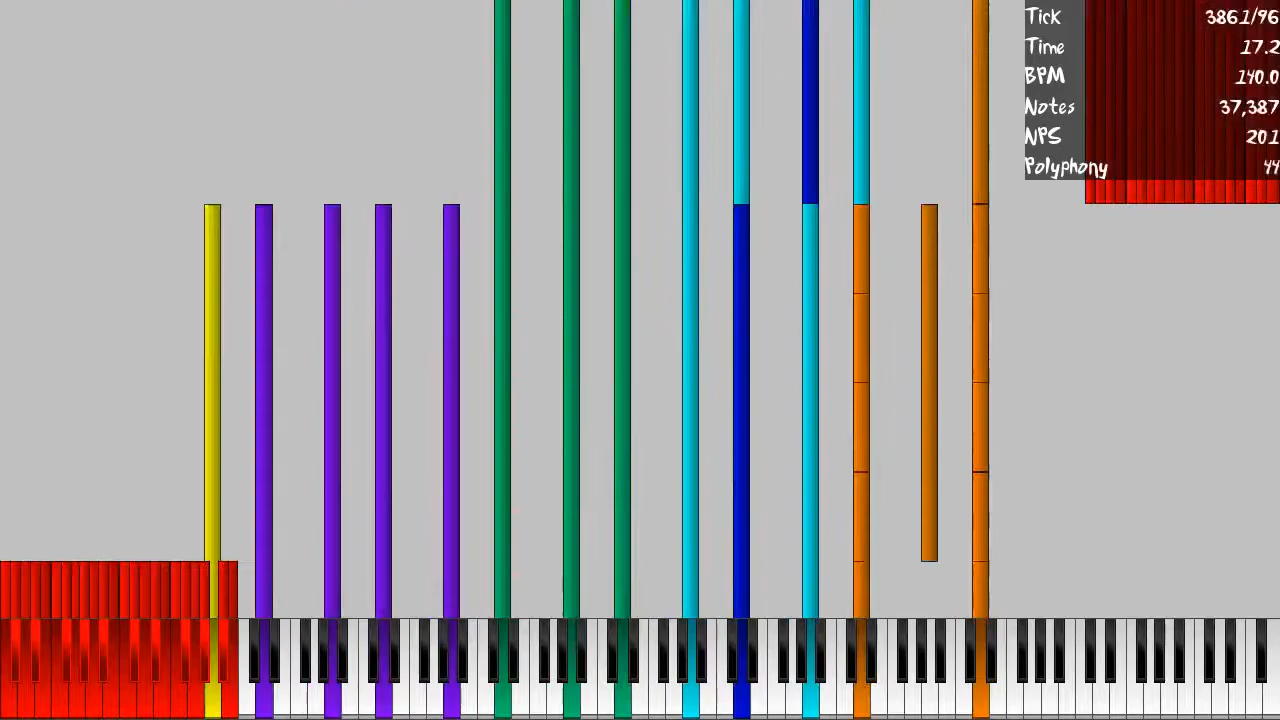 Tick 3861/96
Time 17.2
BPM 140.0
Notes 37,387
NPS 201
Polyphony 44